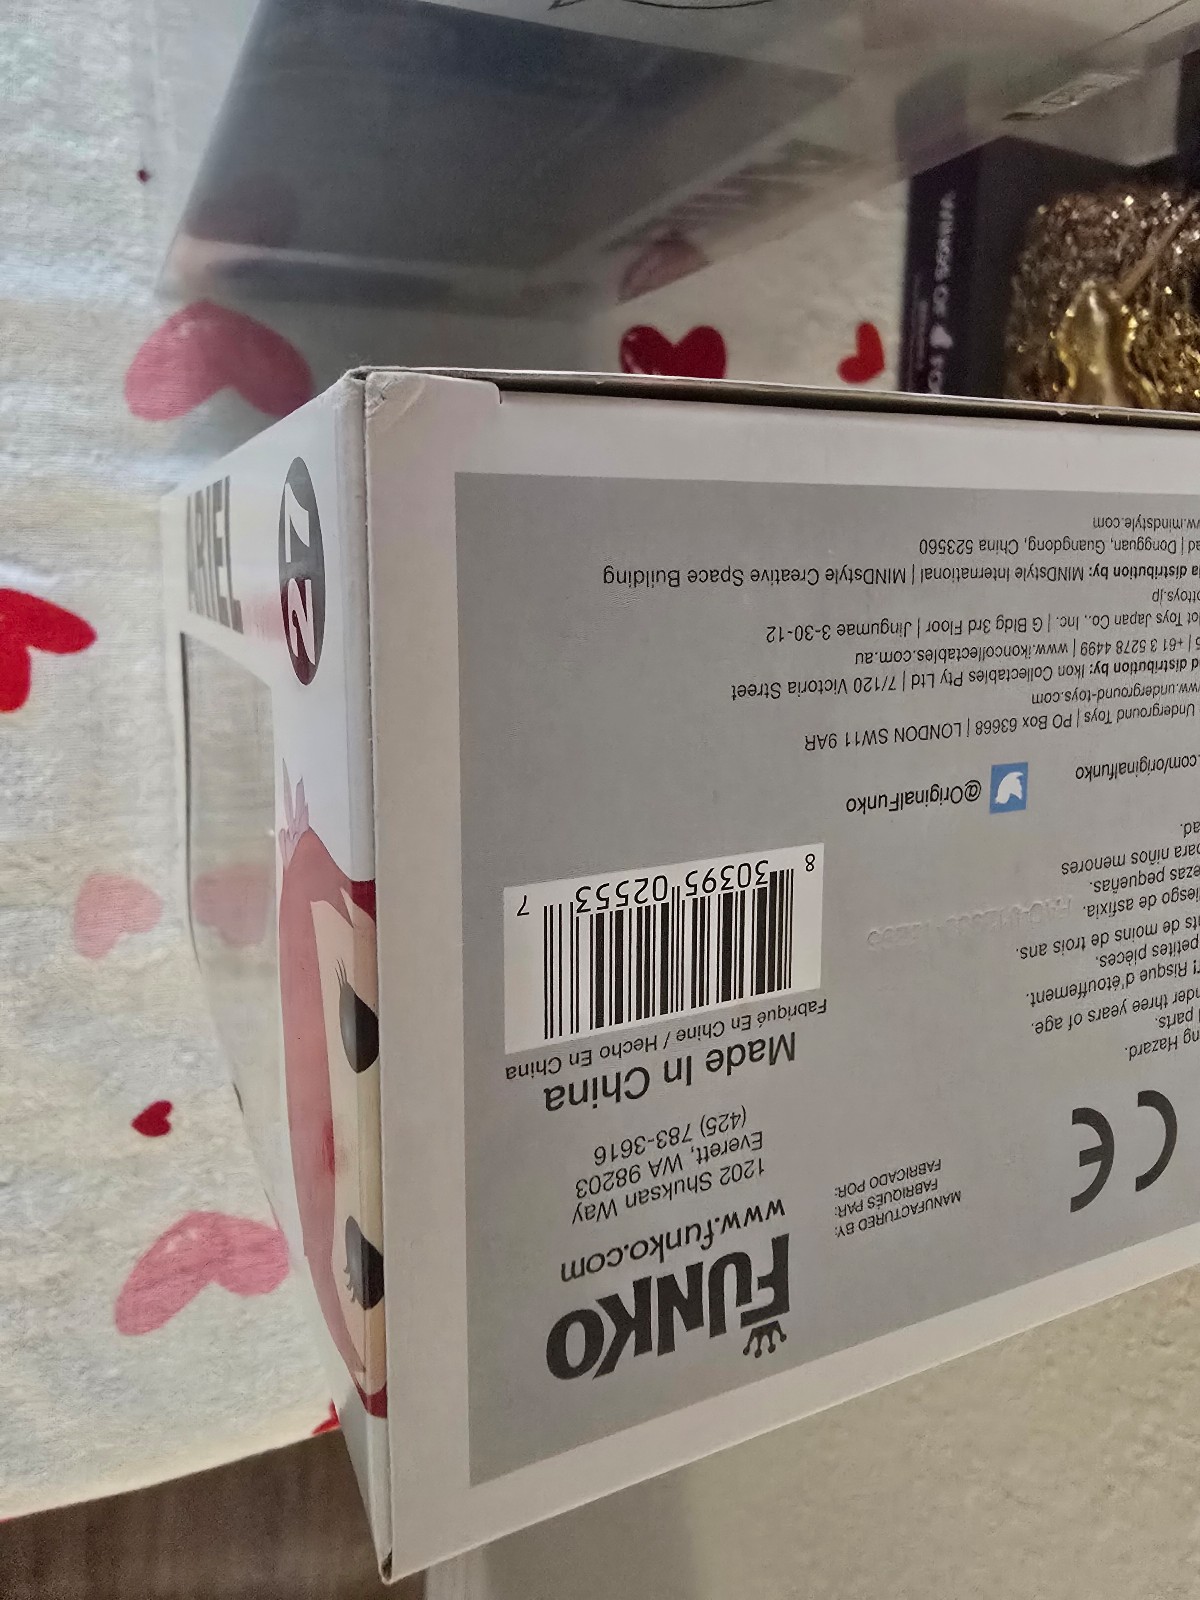 ARIEL
27
FUNKO
www.funko.com
1202 Shuksan Way
Everett, WA 98203
(425) 783-3616
Made In China
Fabriqué En Chine / Hecho En China
8 30395 02553 7
MANUFACTURED BY:
FABRIQUÉS PAR:
FABRICADO POR:
CE
Hazard.
parts.
three years of age.
Risque d'étouffement.
petites pièces.
de moins de trois ans.
de asfixia.
pequeñas.
para niños menores
.com/originalfunko
@OriginalFunko
Underground Toys | PO Box 63668 | LONDON SW11 9AR
www.underground-toys.com
distribution by: Ikon Collectables Pty Ltd | 7/120 Victoria Street
| +61 3 5278 4499 | www.ikoncollectables.com.au
Toys Japan Co., Inc. | G Bldg 3rd Floor | Jingumae 3-30-12
distribution by: MINDstyle International | MINDstyle Creative Space Building
| Dongguan, Guangdong, China 523560
www.mindstyle.com
WINGS OF